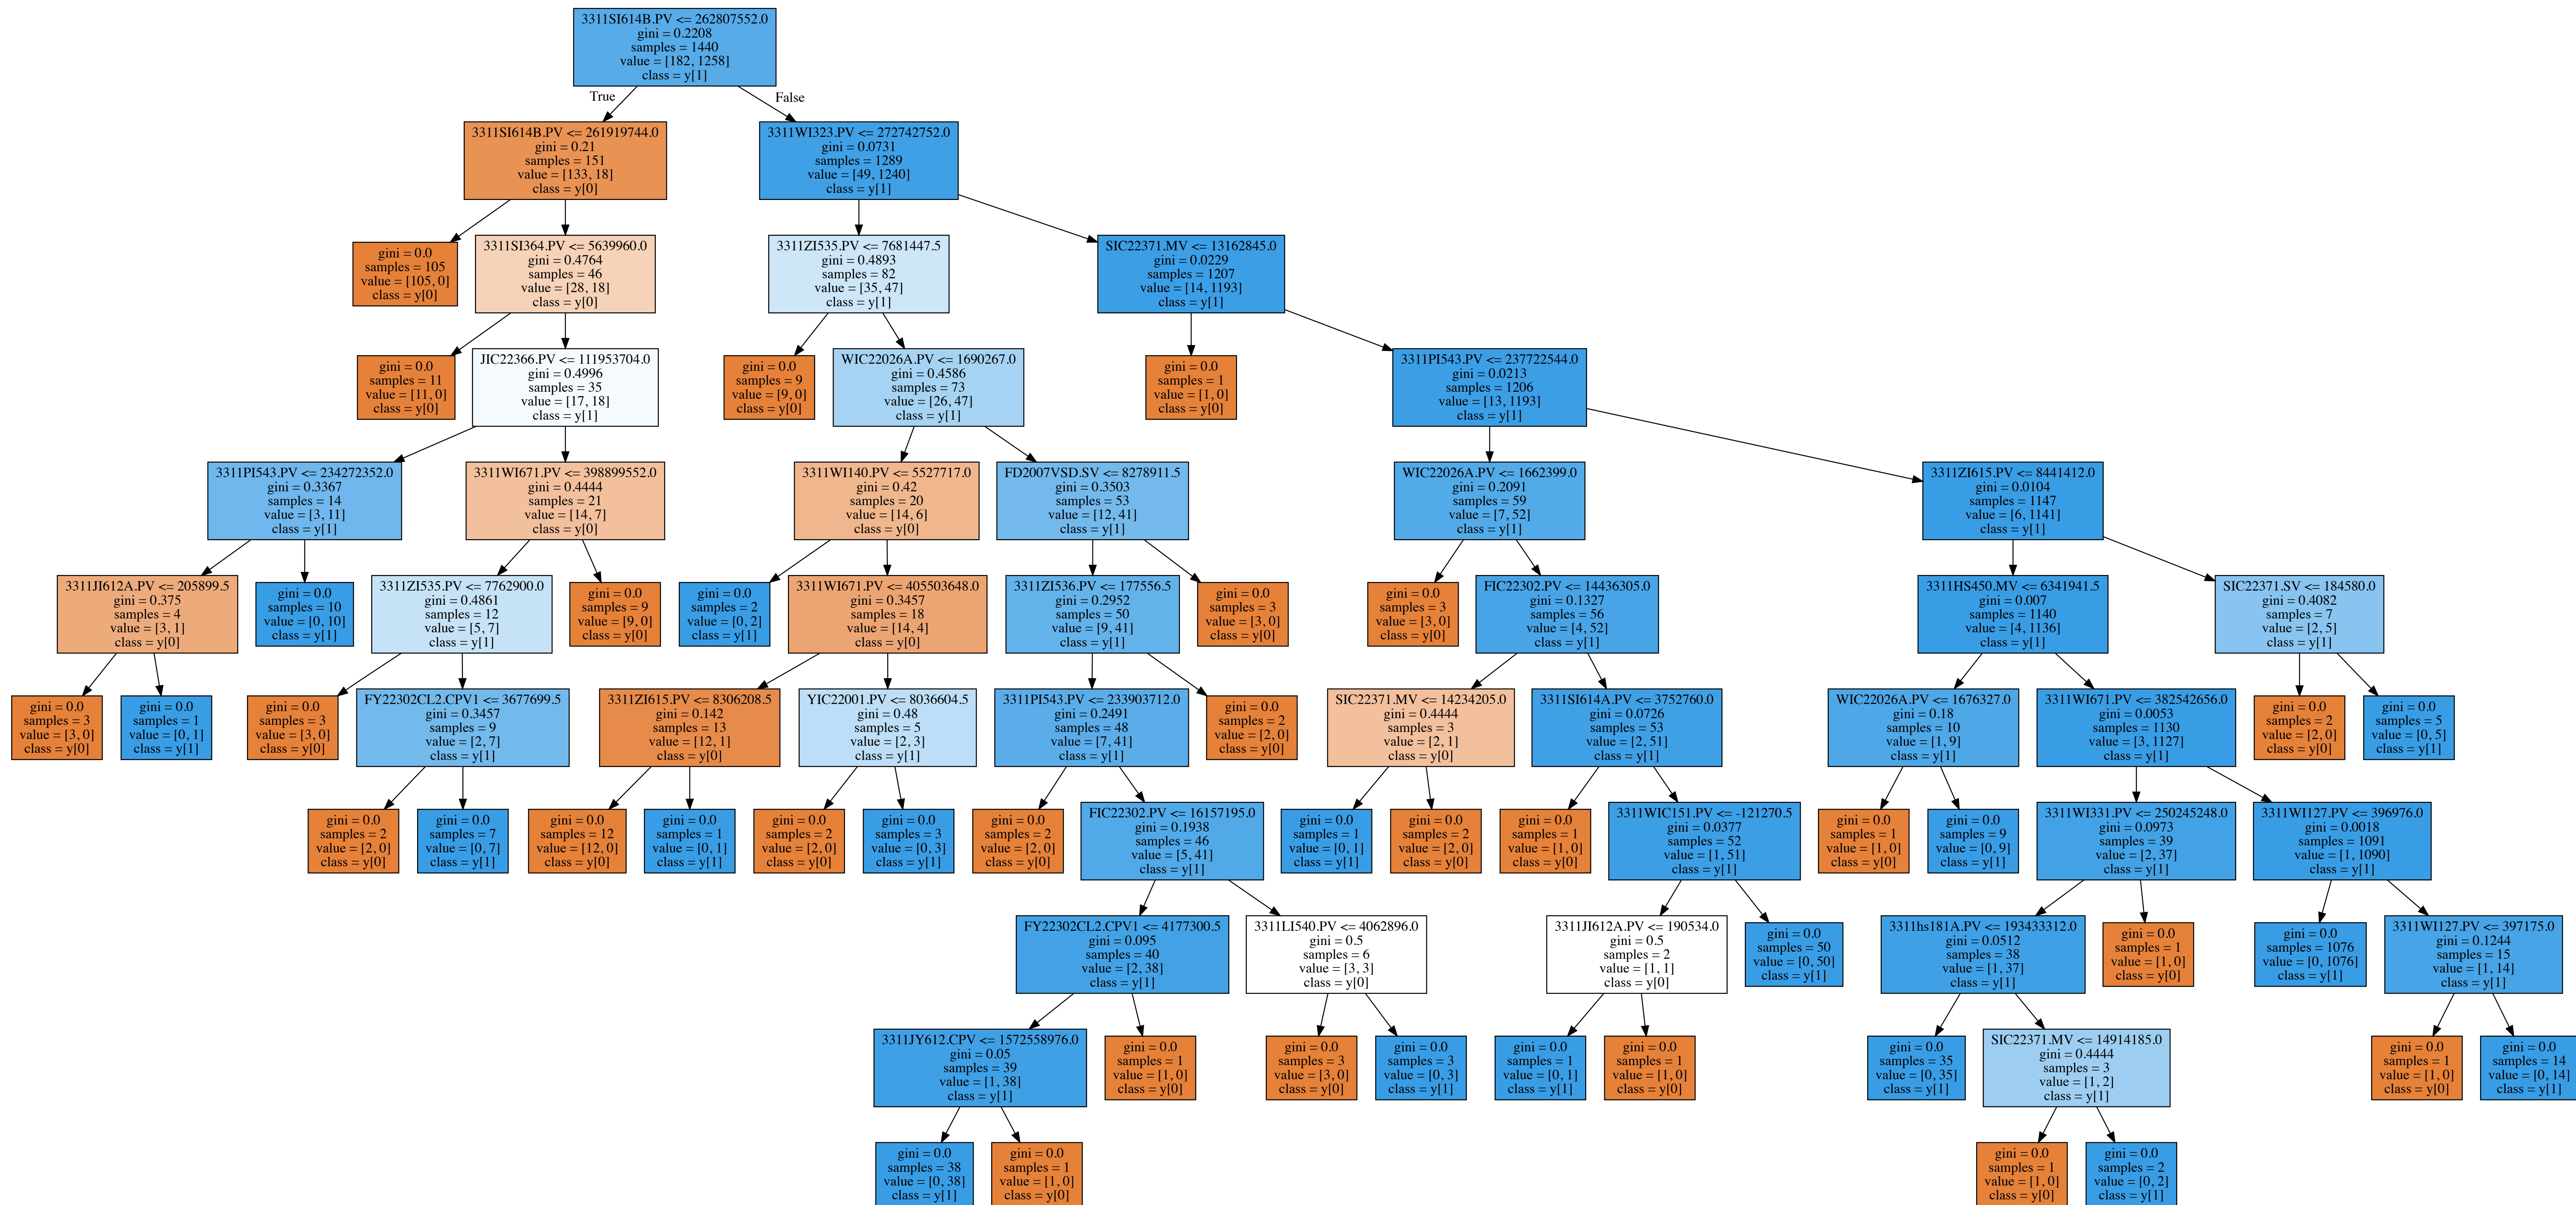 3311SI614B.PV <= 262807552.0
gini = 0.2208
samples = 1440
value = [182, 1258]
class = y[1]
True
False
3311SI614B.PV <= 261919744.0
gini = 0.21
samples = 151
value = [133, 18]
class = y[0]
3311WI323.PV <= 272742752.0
gini = 0.0731
samples = 1289
value = [49, 1240]
class = y[1]
gini = 0.0
samples = 105
value = [105, 0]
class = y[0]
3311SI364.PV <= 5639960.0
gini = 0.4764
samples = 46
value = [28, 18]
class = y[0]
3311ZI535.PV <= 7681447.5
gini = 0.4893
samples = 82
value = [35, 47]
class = y[1]
SIC22371.MV <= 13162845.0
gini = 0.0229
samples = 1207
value = [14, 1193]
class = y[1]
gini = 0.0
samples = 11
value = [11, 0]
class = y[0]
JIC22366.PV <= 111953704.0
gini = 0.4996
samples = 35
value = [17, 18]
class = y[1]
gini = 0.0
samples = 9
value = [9, 0]
class = y[0]
WIC22026A.PV <= 1690267.0
gini = 0.4586
samples = 73
value = [26, 47]
class = y[1]
gini = 0.0
samples = 1
value = [1, 0]
class = y[0]
3311PI543.PV <= 237722544.0
gini = 0.0213
samples = 1206
value = [13, 1193]
class = y[1]
3311PI543.PV <= 234272352.0
gini = 0.3367
samples = 14
value = [3, 11]
class = y[1]
3311WI671.PV <= 398899552.0
gini = 0.4444
samples = 21
value = [14, 7]
class = y[0]
3311WI140.PV <= 5527717.0
gini = 0.42
samples = 20
value = [14, 6]
class = y[0]
FD2007VSD.SV <= 8278911.5
gini = 0.3503
samples = 53
value = [12, 41]
class = y[1]
WIC22026A.PV <= 1662399.0
gini = 0.2091
samples = 59
value = [7, 52]
class = y[1]
3311ZI615.PV <= 8441412.0
gini = 0.0104
samples = 1147
value = [6, 1141]
class = y[1]
3311JI612A.PV <= 205899.5
gini = 0.375
samples = 4
value = [3, 1]
class = y[0]
gini = 0.0
samples = 10
value = [0, 10]
class = y[1]
3311ZI535.PV <= 7762900.0
gini = 0.4861
samples = 12
value = [5, 7]
class = y[1]
gini = 0.0
samples = 9
value = [9, 0]
class = y[0]
gini = 0.0
samples = 2
value = [0, 2]
class = y[1]
3311WI671.PV <= 405503648.0
gini = 0.3457
samples = 18
value = [14, 4]
class = y[0]
3311ZI536.PV <= 177556.5
gini = 0.2952
samples = 50
value = [9, 41]
class = y[1]
gini = 0.0
samples = 3
value = [3, 0]
class = y[0]
gini = 0.0
samples = 3
value = [3, 0]
class = y[0]
FIC22302.PV <= 14436305.0
gini = 0.1327
samples = 56
value = [4, 52]
class = y[1]
3311HS450.MV <= 6341941.5
gini = 0.007
samples = 1140
value = [4, 1136]
class = y[1]
SIC22371.SV <= 184580.0
gini = 0.4082
samples = 7
value = [2, 5]
class = y[1]
gini = 0.0
samples = 3
value = [3, 0]
class = y[0]
gini = 0.0
samples = 1
value = [0, 1]
class = y[1]
gini = 0.0
samples = 3
value = [3, 0]
class = y[0]
FY22302CL2.CPV1 <= 3677699.5
gini = 0.3457
samples = 9
value = [2, 7]
class = y[1]
3311ZI615.PV <= 8306208.5
gini = 0.142
samples = 13
value = [12, 1]
class = y[0]
YIC22001.PV <= 8036604.5
gini = 0.48
samples = 5
value = [2, 3]
class = y[1]
3311PI543.PV <= 233903712.0
gini = 0.2491
samples = 48
value = [7, 41]
class = y[1]
gini = 0.0
samples = 2
value = [2, 0]
class = y[0]
SIC22371.MV <= 14234205.0
gini = 0.4444
samples = 3
value = [2, 1]
class = y[0]
3311SI614A.PV <= 3752760.0
gini = 0.0726
samples = 53
value = [2, 51]
class = y[1]
WIC22026A.PV <= 1676327.0
gini = 0.18
samples = 10
value = [1, 9]
class = y[1]
3311WI671.PV <= 382542656.0
gini = 0.0053
samples = 1130
value = [3, 1127]
class = y[1]
gini = 0.0
samples = 2
value = [2, 0]
class = y[0]
gini = 0.0
samples = 5
value = [0, 5]
class = y[1]
gini = 0.0
samples = 2
value = [2, 0]
class = y[0]
gini = 0.0
samples = 7
value = [0, 7]
class = y[1]
gini = 0.0
samples = 12
value = [12, 0]
class = y[0]
gini = 0.0
samples = 1
value = [0, 1]
class = y[1]
gini = 0.0
samples = 2
value = [2, 0]
class = y[0]
gini = 0.0
samples = 3
value = [0, 3]
class = y[1]
gini = 0.0
samples = 2
value = [2, 0]
class = y[0]
FIC22302.PV <= 16157195.0
gini = 0.1938
samples = 46
value = [5, 41]
class = y[1]
gini = 0.0
samples = 1
value = [0, 1]
class = y[1]
gini = 0.0
samples = 2
value = [2, 0]
class = y[0]
gini = 0.0
samples = 1
value = [1, 0]
class = y[0]
3311WIC151.PV <= -121270.5
gini = 0.0377
samples = 52
value = [1, 51]
class = y[1]
gini = 0.0
samples = 1
value = [1, 0]
class = y[0]
gini = 0.0
samples = 9
value = [0, 9]
class = y[1]
3311WI331.PV <= 250245248.0
gini = 0.0973
samples = 39
value = [2, 37]
class = y[1]
3311WI127.PV <= 396976.0
gini = 0.0018
samples = 1091
value = [1, 1090]
class = y[1]
FY22302CL2.CPV1 <= 4177300.5
gini = 0.095
samples = 40
value = [2, 38]
class = y[1]
3311LI540.PV <= 4062896.0
gini = 0.5
samples = 6
value = [3, 3]
class = y[0]
3311JI612A.PV <= 190534.0
gini = 0.5
samples = 2
value = [1, 1]
class = y[0]
gini = 0.0
samples = 50
value = [0, 50]
class = y[1]
3311hs181A.PV <= 193433312.0
gini = 0.0512
samples = 38
value = [1, 37]
class = y[1]
gini = 0.0
samples = 1
value = [1, 0]
class = y[0]
gini = 0.0
samples = 1076
value = [0, 1076]
class = y[1]
3311WI127.PV <= 397175.0
gini = 0.1244
samples = 15
value = [1, 14]
class = y[1]
3311JY612.CPV <= 1572558976.0
gini = 0.05
samples = 39
value = [1, 38]
class = y[1]
gini = 0.0
samples = 1
value = [1, 0]
class = y[0]
gini = 0.0
samples = 3
value = [3, 0]
class = y[0]
gini = 0.0
samples = 3
value = [0, 3]
class = y[1]
gini = 0.0
samples = 1
value = [0, 1]
class = y[1]
gini = 0.0
samples = 1
value = [1, 0]
class = y[0]
gini = 0.0
samples = 35
value = [0, 35]
class = y[1]
SIC22371.MV <= 14914185.0
gini = 0.4444
samples = 3
value = [1, 2]
class = y[1]
gini = 0.0
samples = 1
value = [1, 0]
class = y[0]
gini = 0.0
samples = 14
value = [0, 14]
class = y[1]
gini = 0.0
samples = 38
value = [0, 38]
class = y[1]
gini = 0.0
samples = 1
value = [1, 0]
class = y[0]
gini = 0.0
samples = 1
value = [1, 0]
class = y[0]
gini = 0.0
samples = 2
value = [0, 2]
class = y[1]